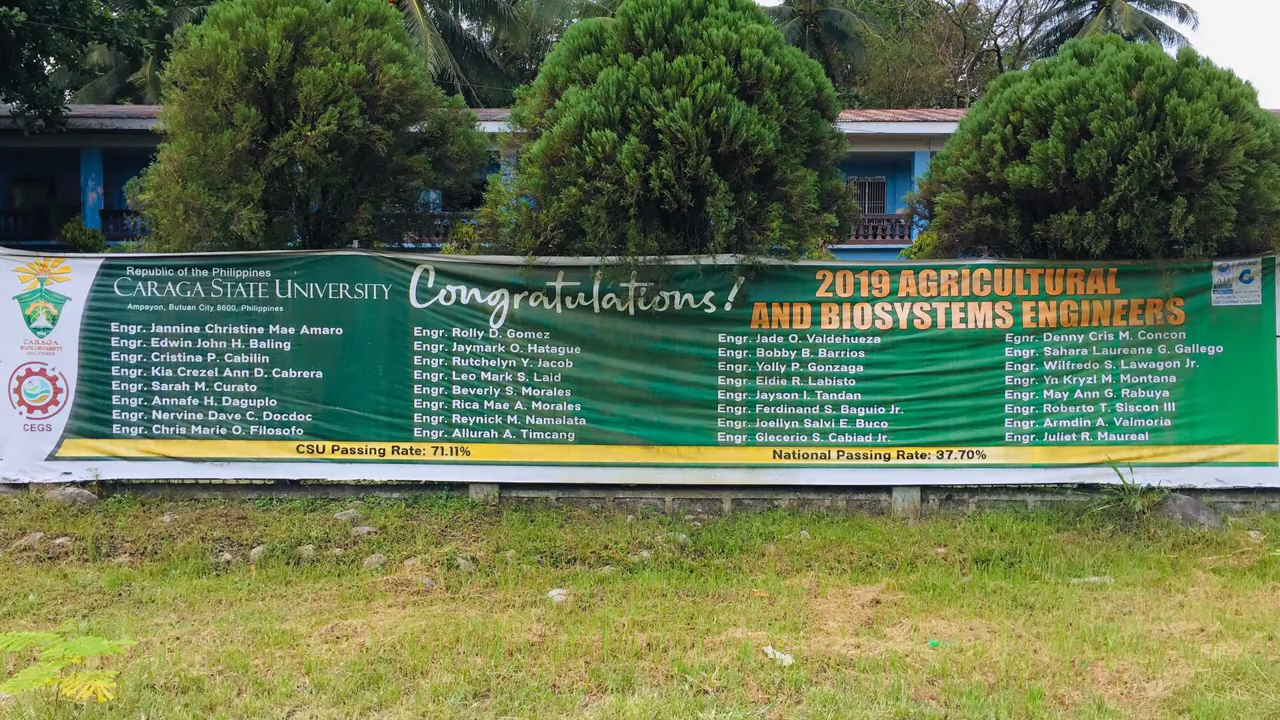 Republic of the Philippines
CARAGA STATE UNIVERSITY
Ampayon, Butuan City 8600, Philippines
Congratulations!
2019 AGRICULTURAL
AND BIOSYSTEMS ENGINEERS
CARAGA
STATE UNIVERSITY
PHILIPPINES
CEGS
Engr. Jannine Christine Mae Amaro
Engr. Edwin John H. Baling
Engr. Cristina P. Cabilin
Engr. Kia Crezel Ann D. Cabrera
Engr. Sarah M. Curato
Engr. Annafe H. Daguplo
Engr. Nervine Dave C. Docdoc
Engr. Chris Marie O. Filosofo
Engr. Rolly D. Gomez
Engr. Jaymark O. Hatague
Engr. Rutchelyn Y. Jacob
Engr. Leo Mark S. Laid
Engr. Beverly S. Morales
Engr. Rica Mae A. Morales
Engr. Reynick M. Namalata
Engr. Allurah A. Timcang
Engr. Jade O. Valdehueza
Engr. Bobby B. Barrios
Engr. Yolly P. Gonzaga
Engr. Eldie R. Labisto
Engr. Jayson I. Tandan
Engr. Ferdinand S. Baguio Jr.
Engr. Joellyn Salvi E. Buco
Engr. Glecerio S. Cabiad Jr.
Egnr. Denny Cris M. Concon
Engr. Sahara Laureane G. Gallego
Engr. Wilfredo S. Lawagon Jr.
Engr. Yn Kryzl M. Montana
Engr. May Ann G. Rabuya
Engr. Roberto T. Siscon III
Engr. Armdin A. Valmoria
Engr. Juliet R. Maureal
CSU Passing Rate: 71.11%
National Passing Rate: 37.70%